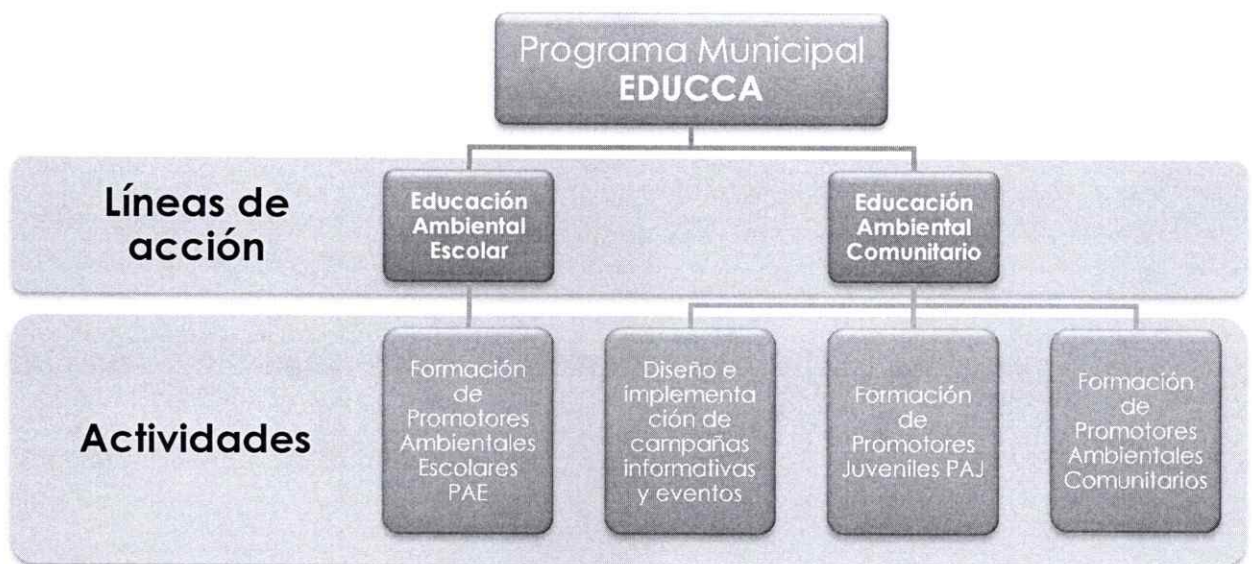 Programa Municipal
EDUCCA
Líneas de
acción
Educación
Ambiental
Escolar
Educación
Ambiental
Comunitario
Actividades
Formación
de
Promotores
Ambientales
Escolares
PAE
Diseño e
implementa
ción de
campañas
informativas
y eventos
Formación
de
Promotores
Juveniles PAJ
Formación
de
Promotores
Ambientales
Comunitarios